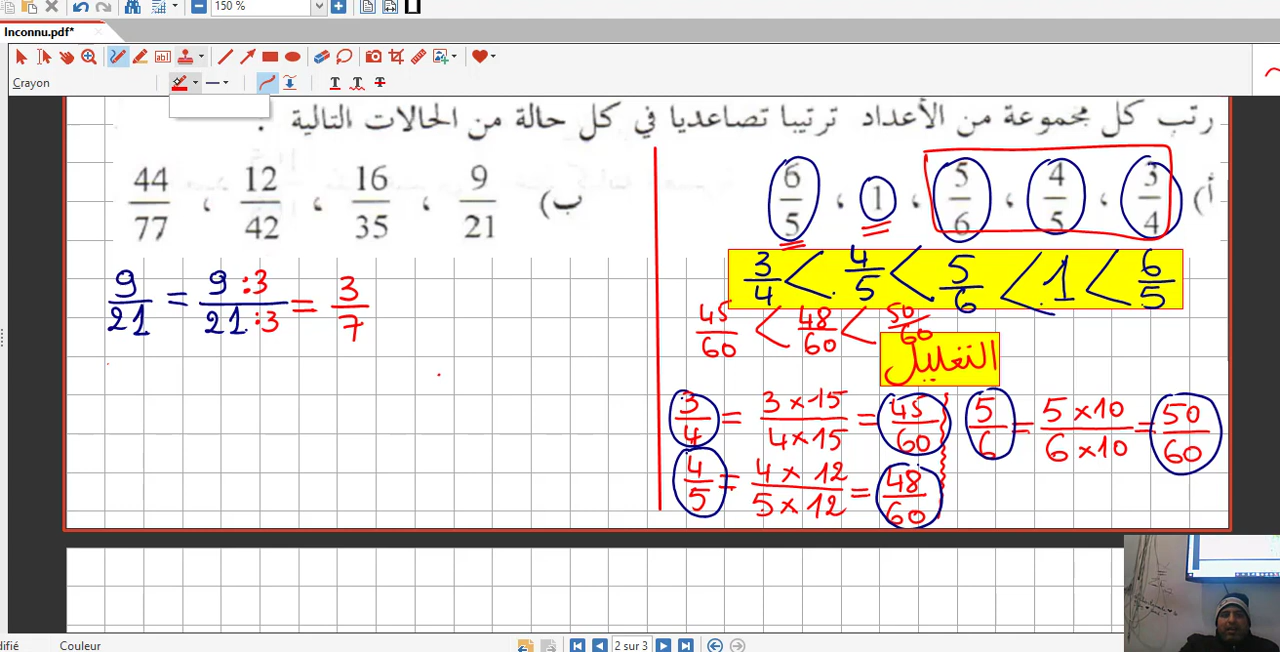 150 %
Inconnu.pdf*
Crayon
رتب كل مجموعة من الأعداد ترتيبا تصاعديا في كل حالة من الحالات التالية .
أ) 3/4 ، 4/5 ، 5/6 ، 1 ، 6/5
ب) 9/21 ، 16/35 ، 12/42 ، 44/77
3/4 < 4/5 < 5/6 < 1 < 6/5
45/60 < 48/60 < 50/60
التعليل
3/4 = 3×15/4×15 = 45/60
4/5 = 4×12/5×12 = 48/60
5/6 = 5×10/6×10 = 50/60
9/21 = 9:3/21:3 = 3/7
2 sur 3
difié
Couleur